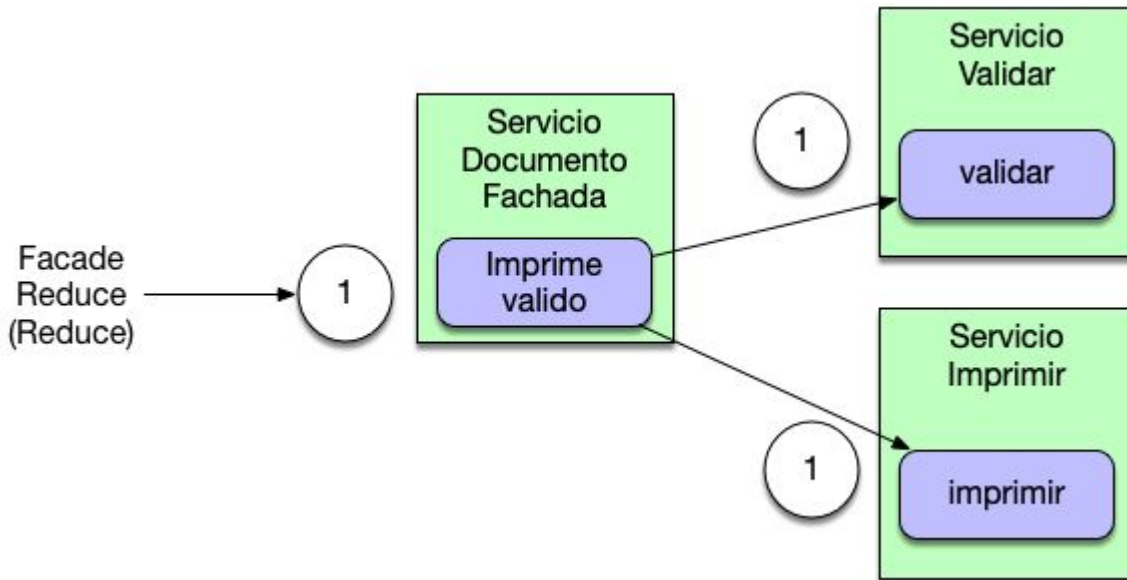 Facade
Reduce
(Reduce)
1
Servicio
Documento
Fachada
Imprime
valido
1
Servicio
Validar
validar
1
Servicio
Imprimir
imprimir